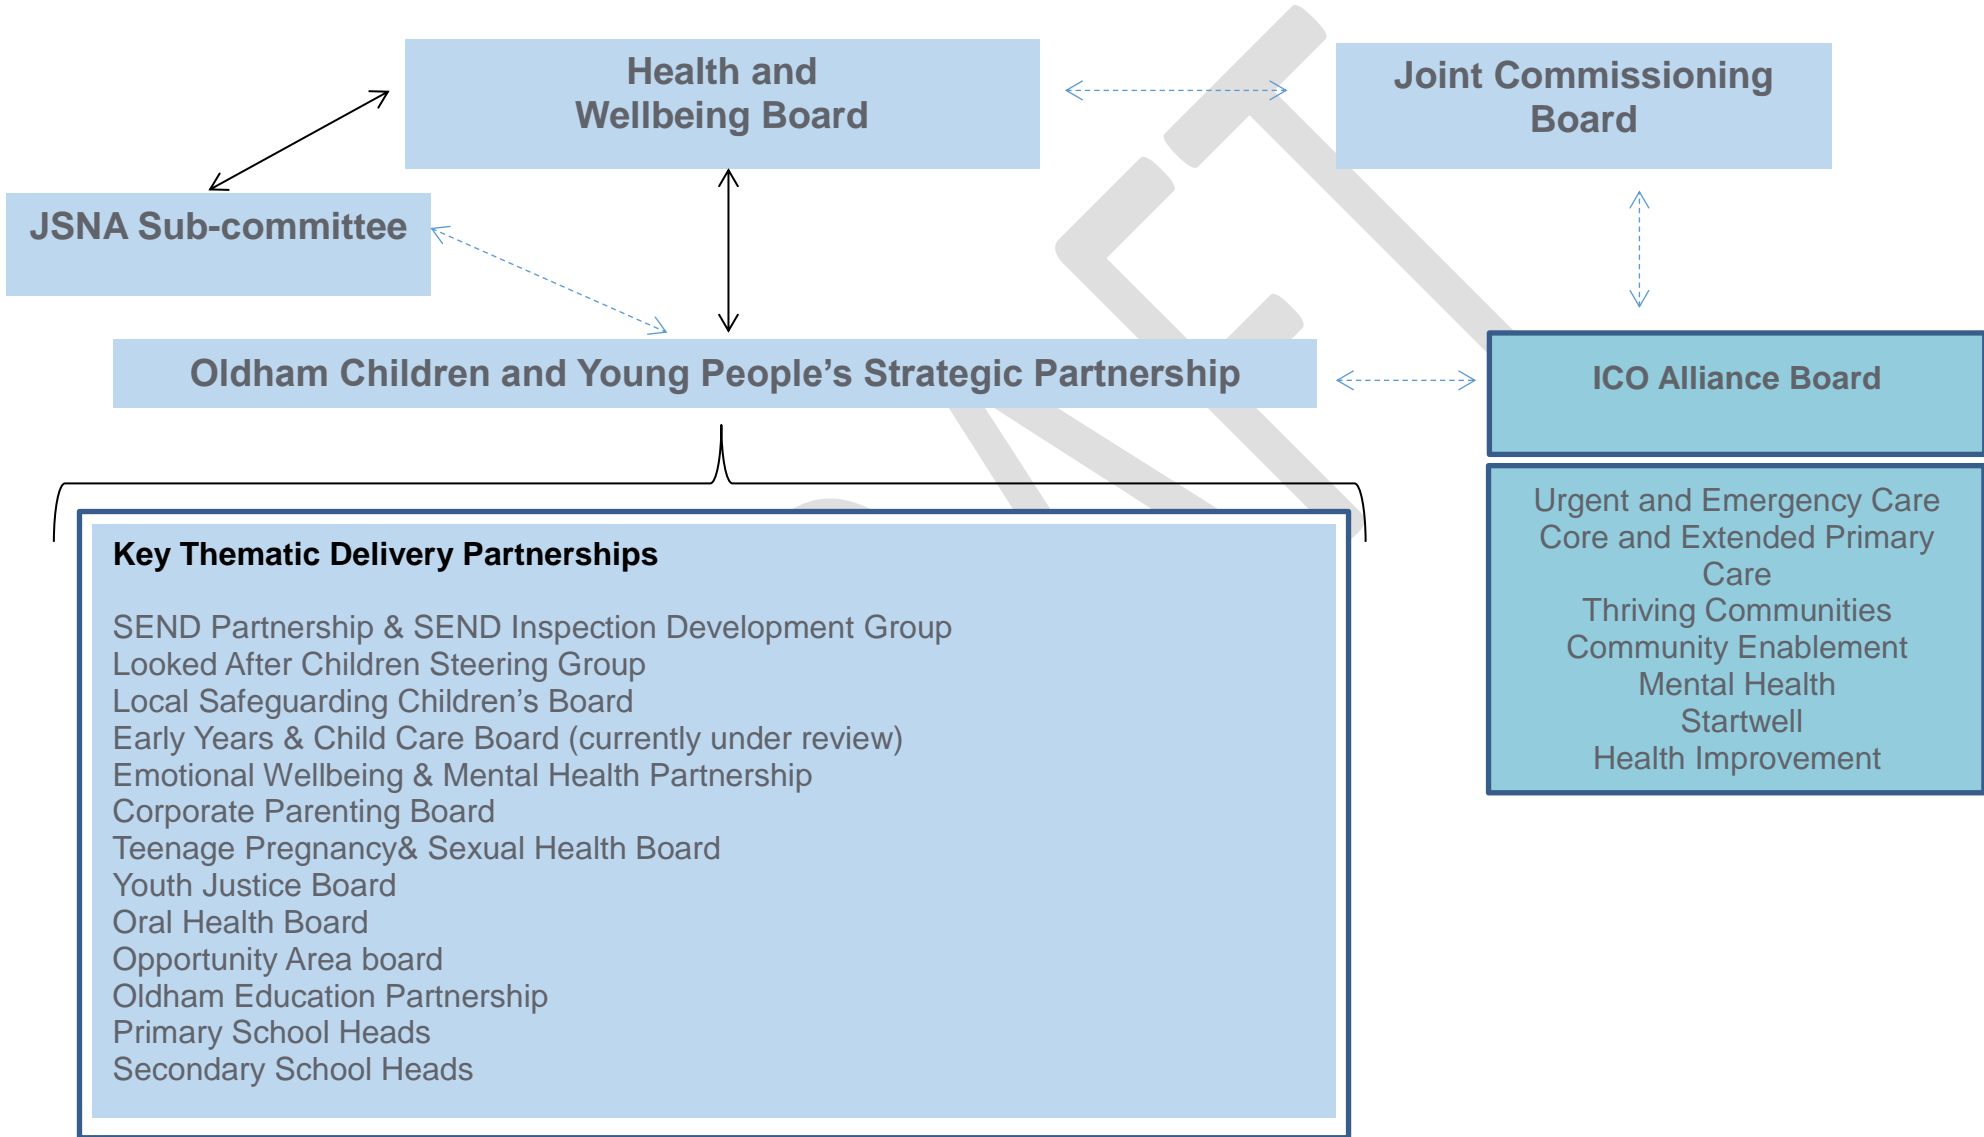 Health and
Wellbeing Board
Joint Commissioning
Board
JSNA Sub-committee
Oldham Children and Young People’s Strategic Partnership
ICO Alliance Board
Urgent and Emergency Care
Core and Extended Primary
Care
Thriving Communities
Community Enablement
Mental Health
Startwell
Health Improvement
Key Thematic Delivery Partnerships
SEND Partnership & SEND Inspection Development Group
Looked After Children Steering Group
Local Safeguarding Children’s Board
Early Years & Child Care Board (currently under review)
Emotional Wellbeing & Mental Health Partnership
Corporate Parenting Board
Teenage Pregnancy& Sexual Health Board
Youth Justice Board
Oral Health Board
Opportunity Area board
Oldham Education Partnership
Primary School Heads
Secondary School Heads